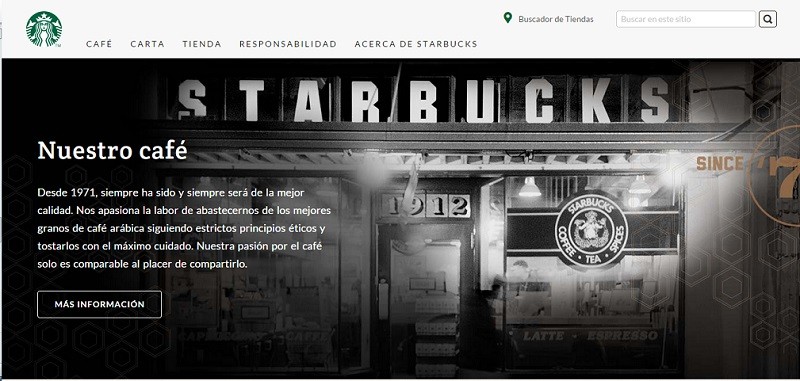 Buscador de Tiendas
Buscar en este sitio
CAFÉ CARTA TIENDA RESPONSABILIDAD ACERCA DE STARBUCKS
STARBUCKS
Nuestro café
SINCE 7
Desde 1971, siempre ha sido y siempre será de la mejor
calidad. Nos apasiona la labor de abastecernos de los mejores
granos de café arábica siguiendo estrictos principios éticos y
tostarlos con el máximo cuidado. Nuestra pasión por el café
solo es comparable al placer de compartirlo.
1912
STARBUCKS
COFFEE · TEA · SPICES
MÁS INFORMACIÓN
CAPPUCCINO CAFFÈ
LATTE · ESPRESSO